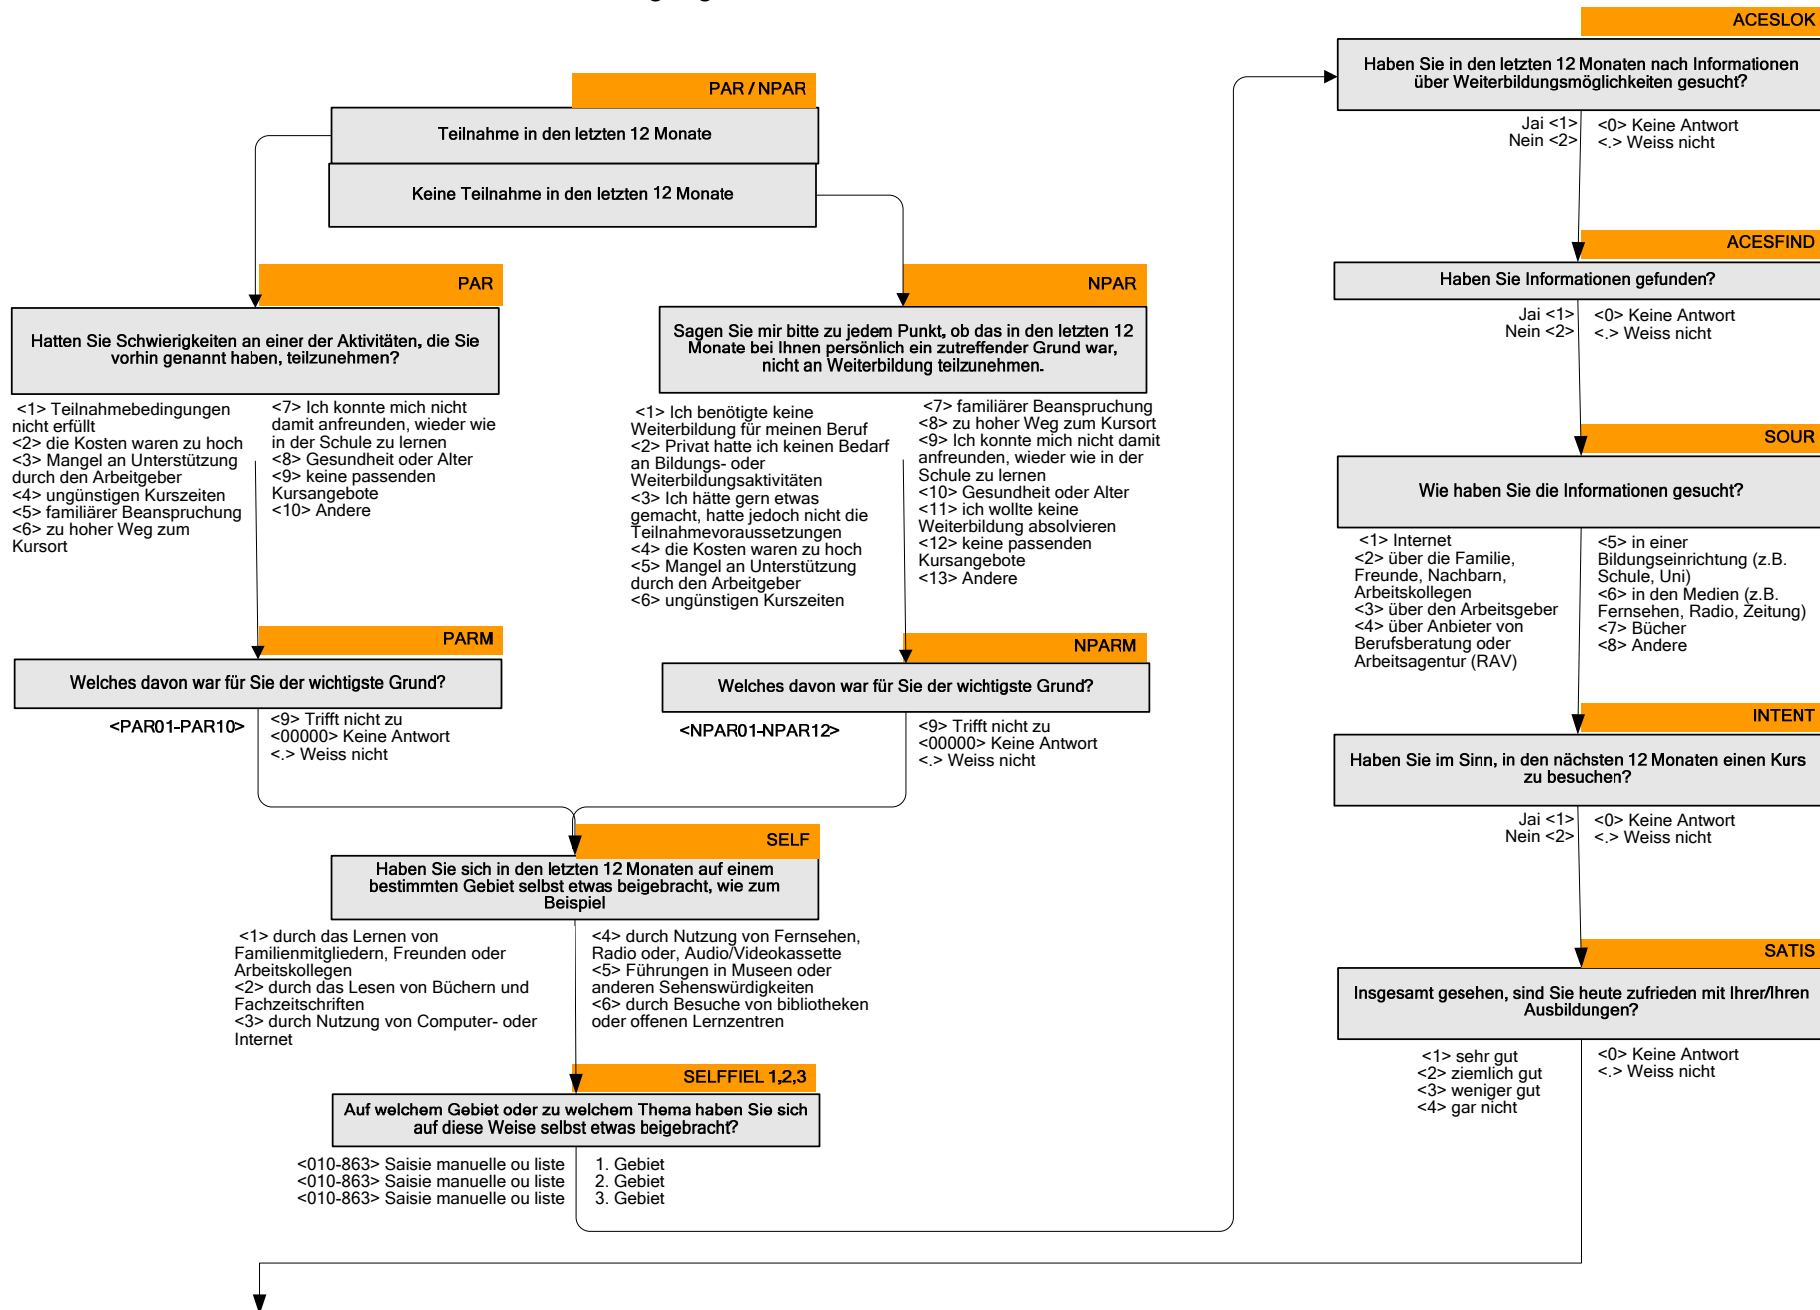 PAR / NPAR
Teilnahme in den letzten 12 Monate
Keine Teilnahme in den letzten 12 Monate
PAR
Hatten Sie Schwierigkeiten an einer der Aktivitäten, die Sie
vorhin genannt haben, teilzunehmen?
<1> Teilnahmebedingungen
nicht erfüllt
<2> die Kosten waren zu hoch
<3> Mangel an Unterstützung
durch den Arbeitgeber
<4> ungünstigen Kurszeiten
<5> familiärer Beanspruchung
<6> zu hoher Weg zum
Kursort
<7> Ich konnte mich nicht
damit anfreunden, wieder wie
in der Schule zu lernen
<8> Gesundheit oder Alter
<9> keine passenden
Kursangebote
<10> Andere
NPAR
Sagen Sie mir bitte zu jedem Punkt, ob das in den letzten 12
Monate bei Ihnen persönlich ein zutreffender Grund war,
nicht an Weiterbildung teilzunehmen.
<1> Ich benötigte keine
Weiterbildung für meinen Beruf
<2> Privat hatte ich keinen Bedarf
an Bildungs- oder
Weiterbildungsaktivitäten
<3> Ich hätte gern etwas
gemacht, hatte jedoch nicht die
Teilnahmevoraussetzungen
<4> die Kosten waren zu hoch
<5> Mangel an Unterstützung
durch den Arbeitgeber
<6> ungünstigen Kurszeiten
<7> familiärer Beanspruchung
<8> zu hoher Weg zum Kursort
<9> Ich konnte mich nicht damit
anfreunden, wieder wie in der
Schule zu lernen
<10> Gesundheit oder Alter
<11> ich wollte keine
Weiterbildung absolvieren
<12> keine passenden
Kursangebote
<13> Andere
PARM
Welches davon war für Sie der wichtigste Grund?
<PAR01-PAR10>
<9> Trifft nicht zu
<00000> Keine Antwort
<.> Weiss nicht
NPARM
Welches davon war für Sie der wichtigste Grund?
<NPAR01-NPAR12>
<9> Trifft nicht zu
<00000> Keine Antwort
<.> Weiss nicht
SELF
Haben Sie sich in den letzten 12 Monaten auf einem
bestimmten Gebiet selbst etwas beigebracht, wie zum
Beispiel
<1> durch das Lernen von
Familienmitgliedern, Freunden oder
Arbeitskollegen
<2> durch das Lesen von Büchern und
Fachzeitschriften
<3> durch Nutzung von Computer- oder
Internet
<4> durch Nutzung von Fernsehen,
Radio oder, Audio/Videokassette
<5> Führungen in Museen oder
anderen Sehenswürdigkeiten
<6> durch Besuche von bibliotheken
oder offenen Lernzentren
SELFFIEL 1,2,3
Auf welchem Gebiet oder zu welchem Thema haben Sie sich
auf diese Weise selbst etwas beigebracht?
<010-863> Saisie manuelle ou liste 1. Gebiet
<010-863> Saisie manuelle ou liste 2. Gebiet
<010-863> Saisie manuelle ou liste 3. Gebiet
ACESLOK
Haben Sie in den letzten 12 Monaten nach Informationen
über Weiterbildungsmöglichkeiten gesucht?
Jai <1> <0> Keine Antwort
Nein <2> <.> Weiss nicht
ACESFIND
Haben Sie Informationen gefunden?
Jai <1> <0> Keine Antwort
Nein <2> <.> Weiss nicht
SOUR
Wie haben Sie die Informationen gesucht?
<1> Internet
<2> über die Familie,
Freunde, Nachbarn,
Arbeitskollegen
<3> über den Arbeitsgeber
<4> über Anbieter von
Berufsberatung oder
Arbeitsagentur (RAV)
<5> in einer
Bildungseinrichtung (z.B.
Schule, Uni)
<6> in den Medien (z.B.
Fernsehen, Radio, Zeitung)
<7> Bücher
<8> Andere
INTENT
Haben Sie im Sinn, in den nächsten 12 Monaten einen Kurs
zu besuchen?
Jai <1> <0> Keine Antwort
Nein <2> <.> Weiss nicht
SATIS
Insgesamt gesehen, sind Sie heute zufrieden mit Ihrer/Ihren
Ausbildungen?
<1> sehr gut
<2> ziemlich gut
<3> weniger gut
<4> gar nicht
<0> Keine Antwort
<.> Weiss nicht